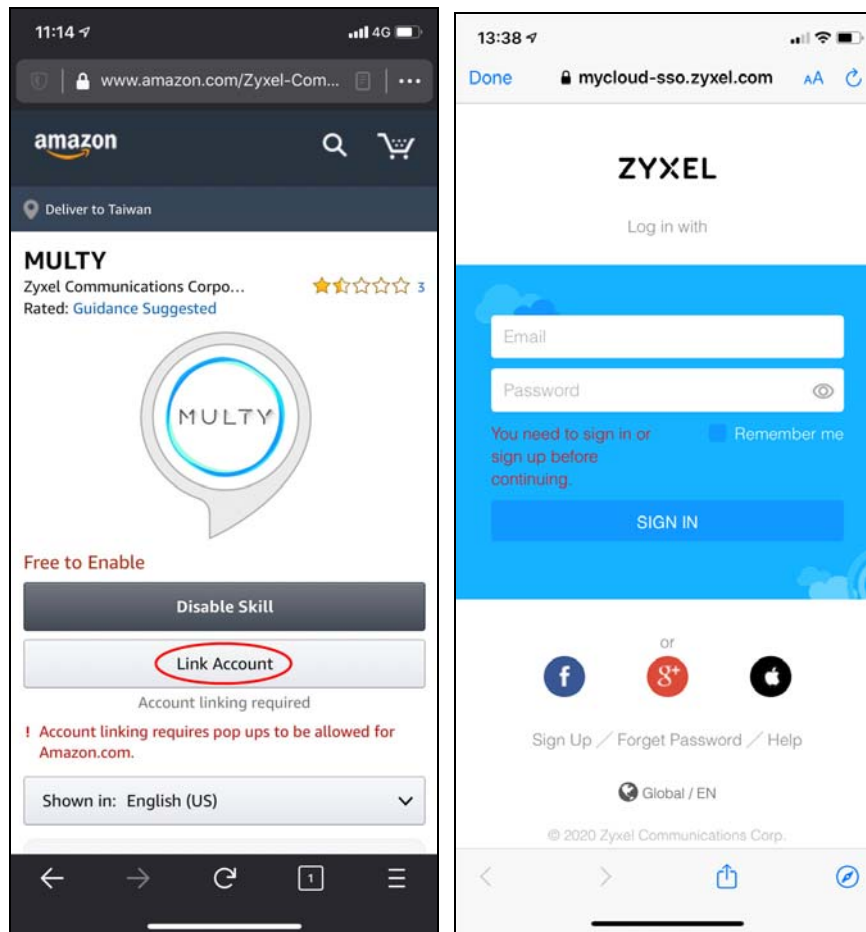 11:14
4G
www.amazon.com/Zyxel-Com...
amazon
Deliver to Taiwan
MULTY
Zyxel Communications Corpo...
3
Rated: Guidance Suggested
MULTY
Free to Enable
Disable Skill
Link Account
Account linking required
! Account linking requires pop ups to be allowed for
Amazon.com.
Shown in: English (US)
1
13:38
Done
mycloud-sso.zyxel.com
AA
ZYXEL
Log in with
Email
Password
You need to sign in or
sign up before
continuing.
Remember me
SIGN IN
or
f
8+
Sign Up / Forget Password / Help
Global / EN
© 2020 Zyxel Communications Corp.